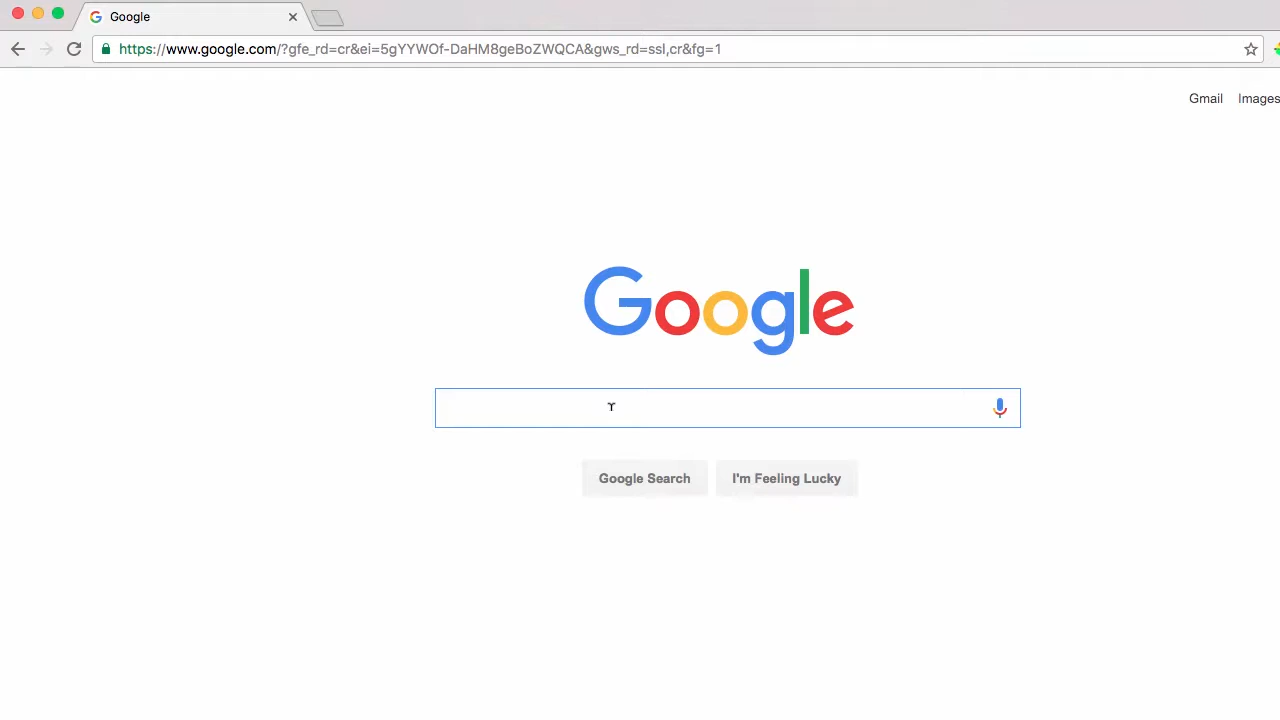 Google
https://www.google.com/?gfe_rd=cr&ei=5gYYWOf-DaHM8geBoZWQCA&gws_rd=ssl,cr&fg=1
Gmail Images
Google
Google Search I'm Feeling Lucky